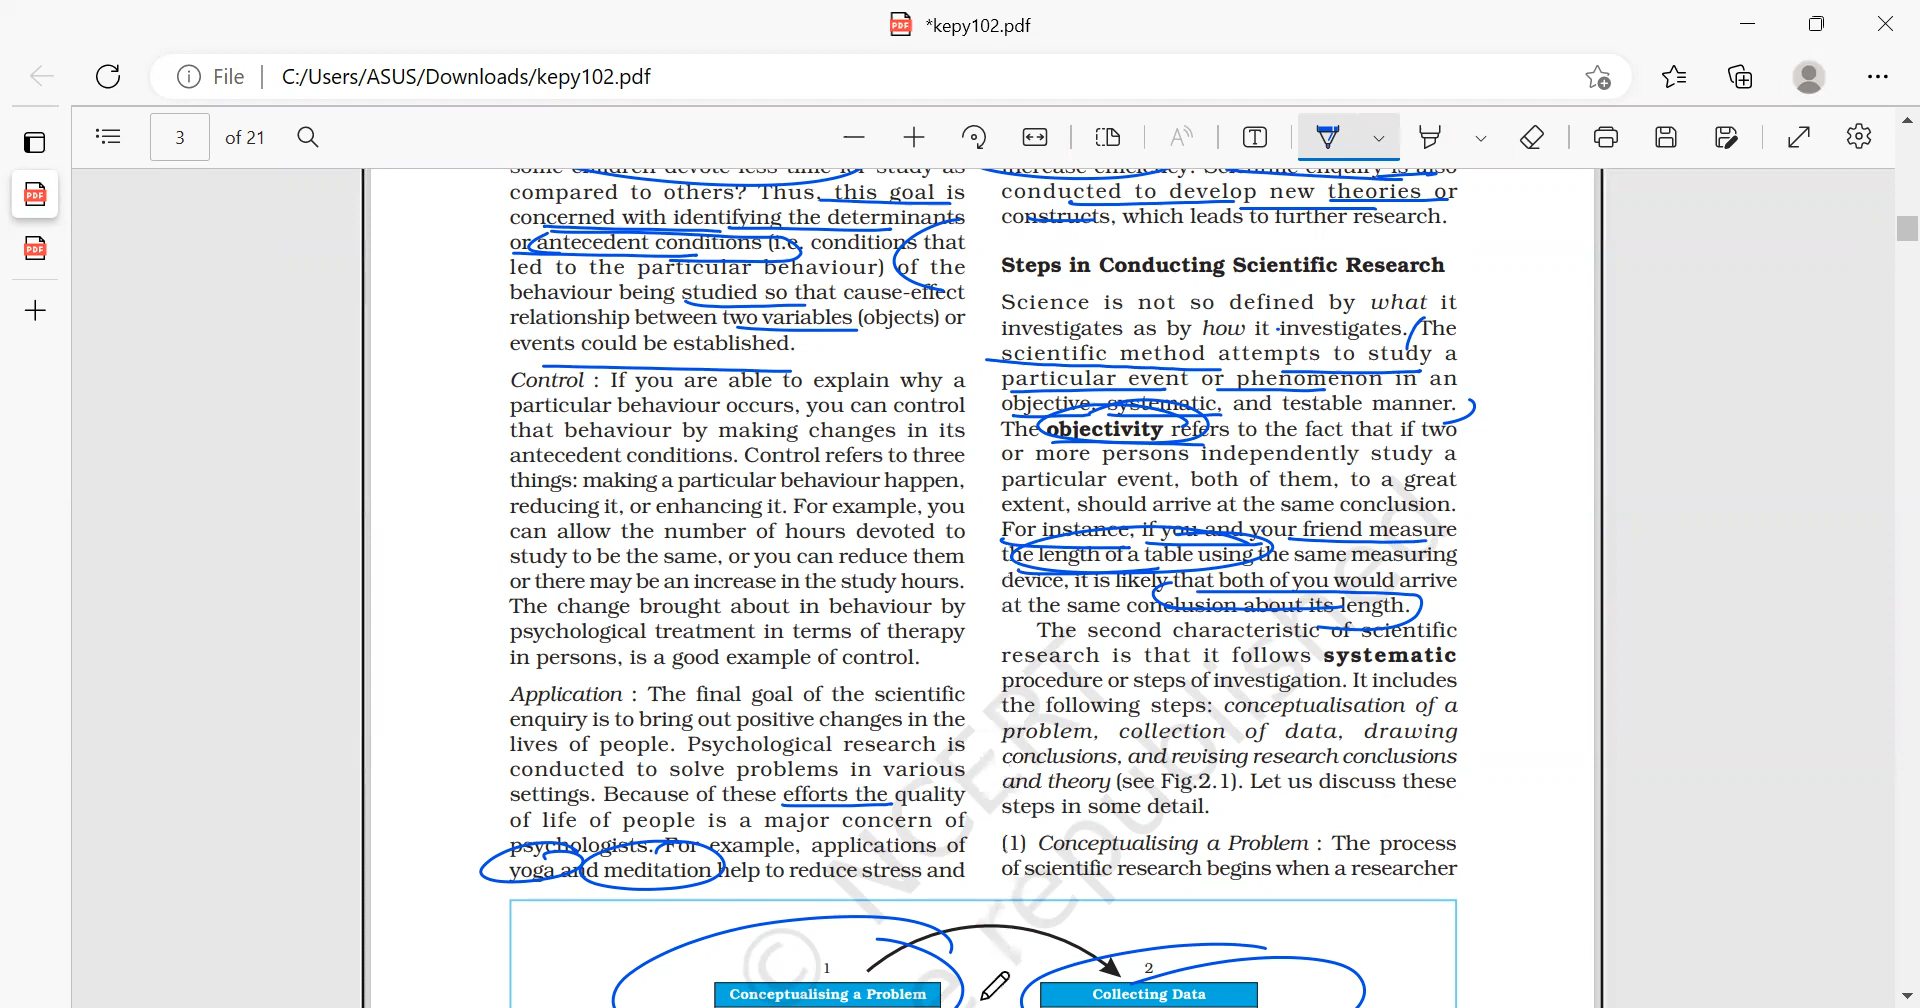 *kepy102.pdf
File
C:/Users/ASUS/Downloads/kepy102.pdf
3 of 21
some children devote less time for study as
compared to others? Thus, this goal is
concerned with identifying the determinants
or antecedent conditions (i.e. conditions that
led to the particular behaviour) of the
behaviour being studied so that cause-effect
relationship between two variables (objects) or
events could be established.
Control : If you are able to explain why a
particular behaviour occurs, you can control
that behaviour by making changes in its
antecedent conditions. Control refers to three
things: making a particular behaviour happen,
reducing it, or enhancing it. For example, you
can allow the number of hours devoted to
study to be the same, or you can reduce them
or there may be an increase in the study hours.
The change brought about in behaviour by
psychological treatment in terms of therapy
in persons, is a good example of control.
Application : The final goal of the scientific
enquiry is to bring out positive changes in the
lives of people. Psychological research is
conducted to solve problems in various
settings. Because of these efforts the quality
of life of people is a major concern of
psychologists. For example, applications of
yoga and meditation help to reduce stress and
increase efficiency. Scientific enquiry is also
conducted to develop new theories or
constructs, which leads to further research.
Steps in Conducting Scientific Research
Science is not so defined by what it
investigates as by how it investigates. The
scientific method attempts to study a
particular event or phenomenon in an
objective, systematic, and testable manner.
The objectivity refers to the fact that if two
or more persons independently study a
particular event, both of them, to a great
extent, should arrive at the same conclusion.
For instance, if you and your friend measure
the length of a table using the same measuring
device, it is likely that both of you would arrive
at the same conclusion about its length.
The second characteristic of scientific
research is that it follows systematic
procedure or steps of investigation. It includes
the following steps: conceptualisation of a
problem, collection of data, drawing
conclusions, and revising research conclusions
and theory (see Fig.2.1). Let us discuss these
steps in some detail.
(1) Conceptualising a Problem : The process
of scientific research begins when a researcher
1
Conceptualising a Problem
2
Collecting Data
© NCERT
e republished